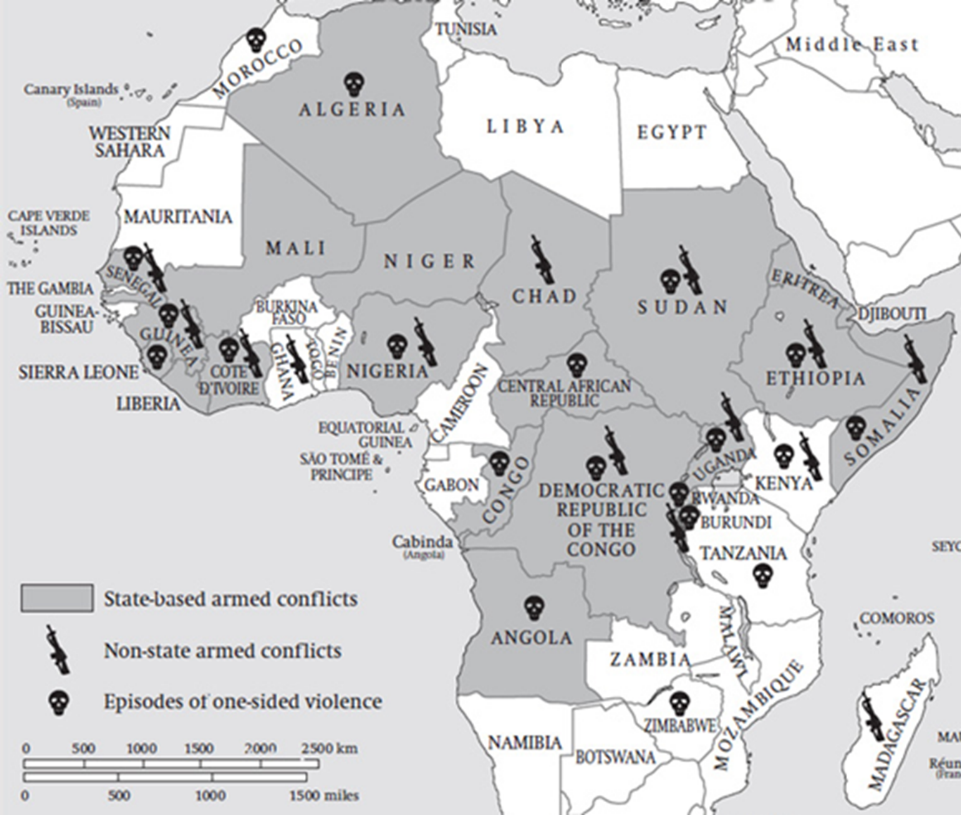 TUNISIA
Middle East
MOROCCO
Canary Islands
(Spain)
ALGERIA
LIBYA
EGYPT
WESTERN
SAHARA
MAURITANIA
CAPE VERDE
ISLANDS
MALI
NIGER
CHAD
SUDAN
ERITREA
DJIBOUTI
THE GAMBIA
SENEGAL
GUINEA-
BISSAU
GUINEA
BURKINA
FASO
SIERRA LEONE
LIBERIA
COTE
D'IVOIRE
GHANA
TOGO
BENIN
NIGERIA
CAMEROON
CENTRAL AFRICAN
REPUBLIC
ETHIOPIA
SOMALIA
EQUATORIAL
GUINEA
SÃO TOMÉ &
PRINCIPE
GABON
CONGO
DEMOCRATIC
REPUBLIC
OF THE
CONGO
UGANDA
KENYA
RWANDA
BURUNDI
TANZANIA
Cabinda
(Angola)
SEYC
COMOROS
ANGOLA
ZAMBIA
MALAWI
MOZAMBIQUE
ZIMBABWE
NAMIBIA
BOTSWANA
MADAGASCAR
MAU
Réun
(Fran
State-based armed conflicts
Non-state armed conflicts
Episodes of one-sided violence
0 500 1000 1500 2000 2500 km
0 500 1000 1500 miles